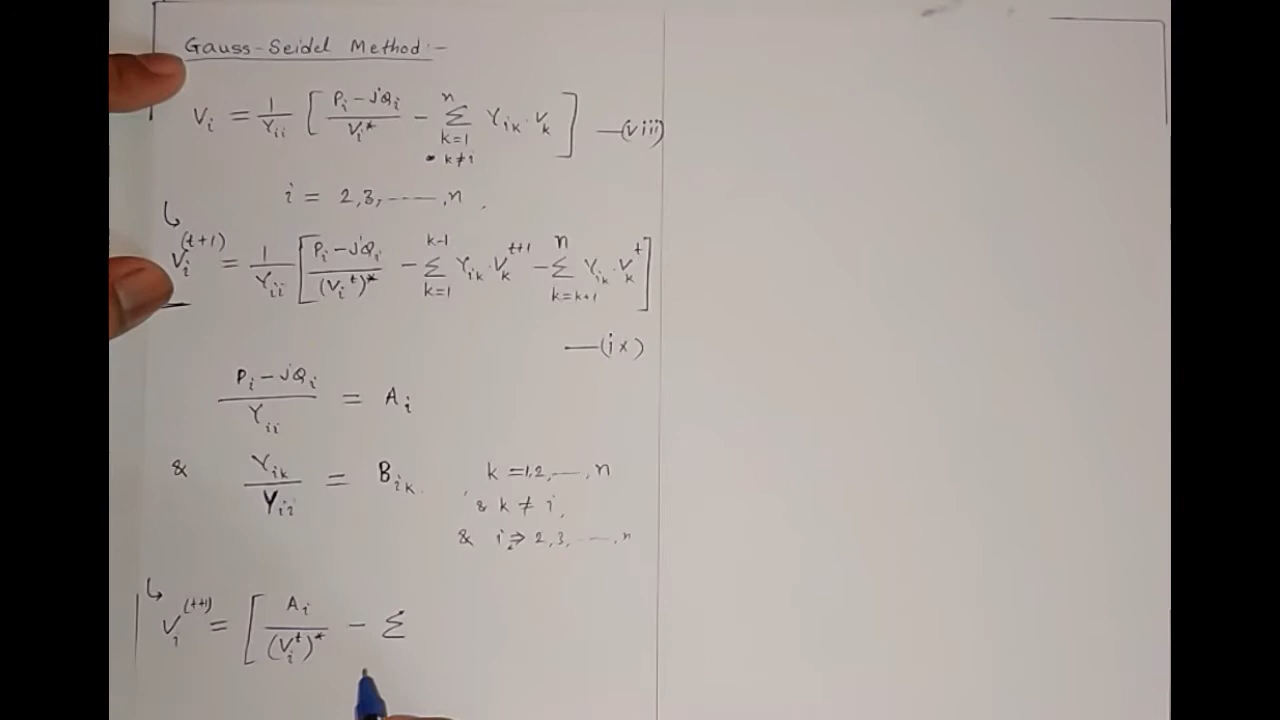 Gauss-Seidel Method:-
V_i = 1/Y_ii [ (P_i - jQ_i)/V_i^* - Σ_{k=1, k≠i}^{n} Y_ik · V_k ] —(viii)
i = 2,3,-----,n.
↳ V_i^{(t+1)} = 1/Y_ii [ (P_i - jQ_i)/(V_i^t)^* - Σ_{k=1}^{k-1} Y_ik · V_k^{t+1} - Σ_{k=k+1}^{n} Y_ik · V_k^t ]
—(ix)
(P_i - jQ_i)/Y_ii = A_i
& Y_ik/Y_ii = B_ik. k =1,2,---,n
& k ≠ i,
& i ⇒ 2,3,----,n
↳ V_i^{(t+1)} = [ A_i/(V_i^t)^* - Σ